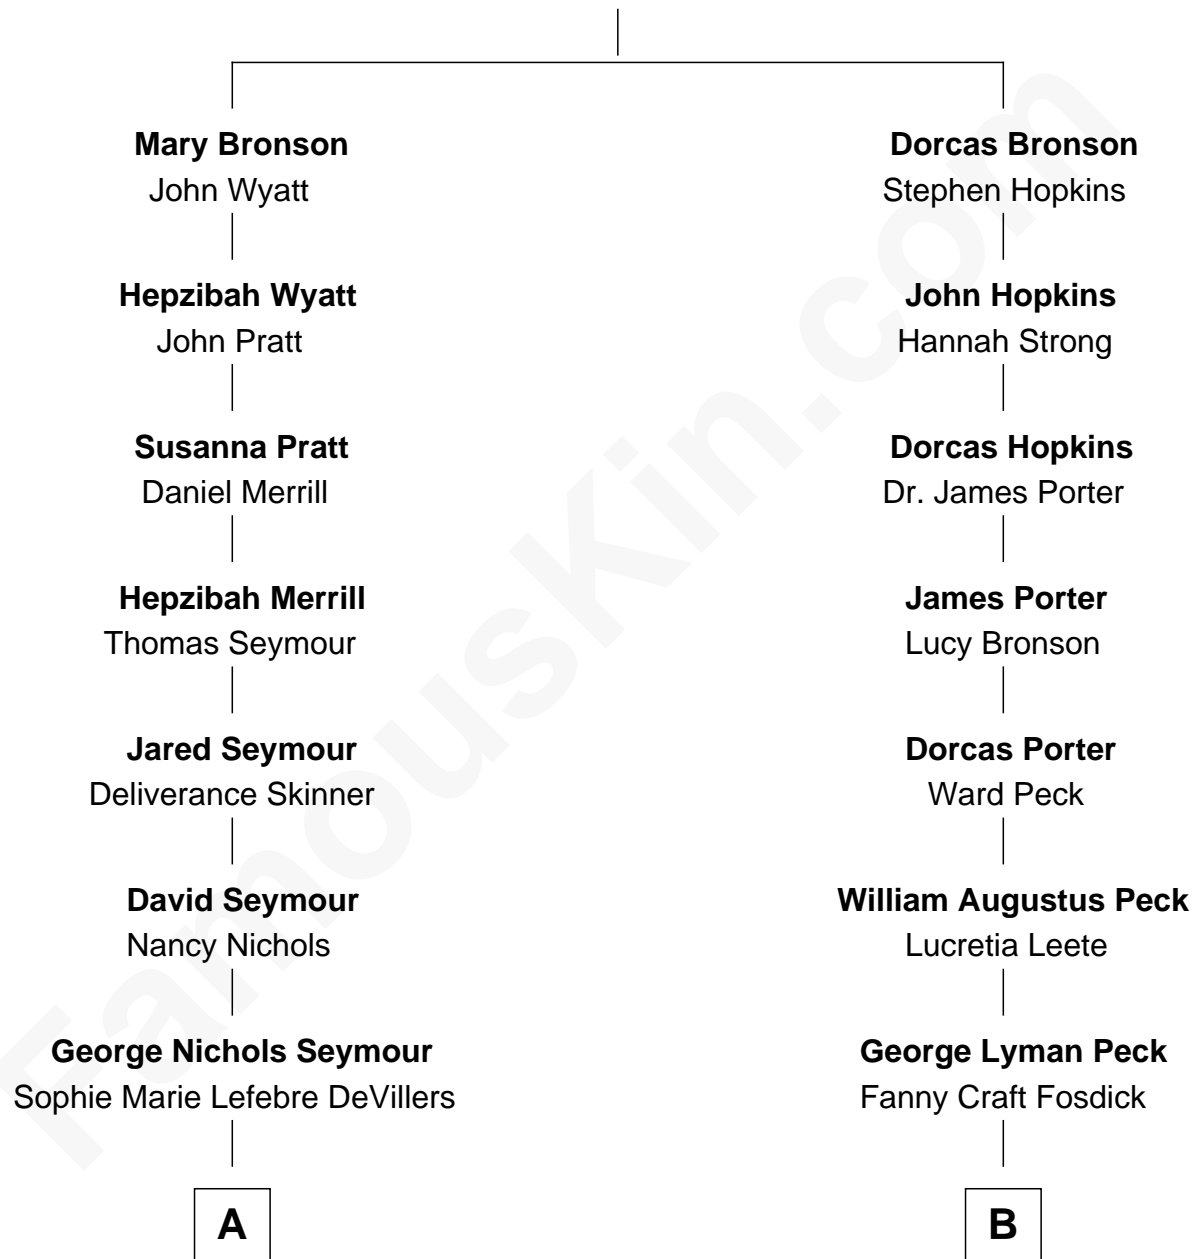 Mary Bronson
John Wyatt
Dorcas Bronson
Stephen Hopkins
Hepzibah Wyatt
John Pratt
John Hopkins
Hannah Strong
Susanna Pratt
Daniel Merrill
Dorcas Hopkins
Dr. James Porter
Hepzibah Merrill
Thomas Seymour
James Porter
Lucy Bronson
Jared Seymour
Deliverance Skinner
Dorcas Porter
Ward Peck
David Seymour
Nancy Nichols
William Augustus Peck
Lucretia Leete
George Nichols Seymour
Sophie Marie Lefebre DeVillers
George Lyman Peck
Fanny Craft Fosdick
A
B
FamousKin.com